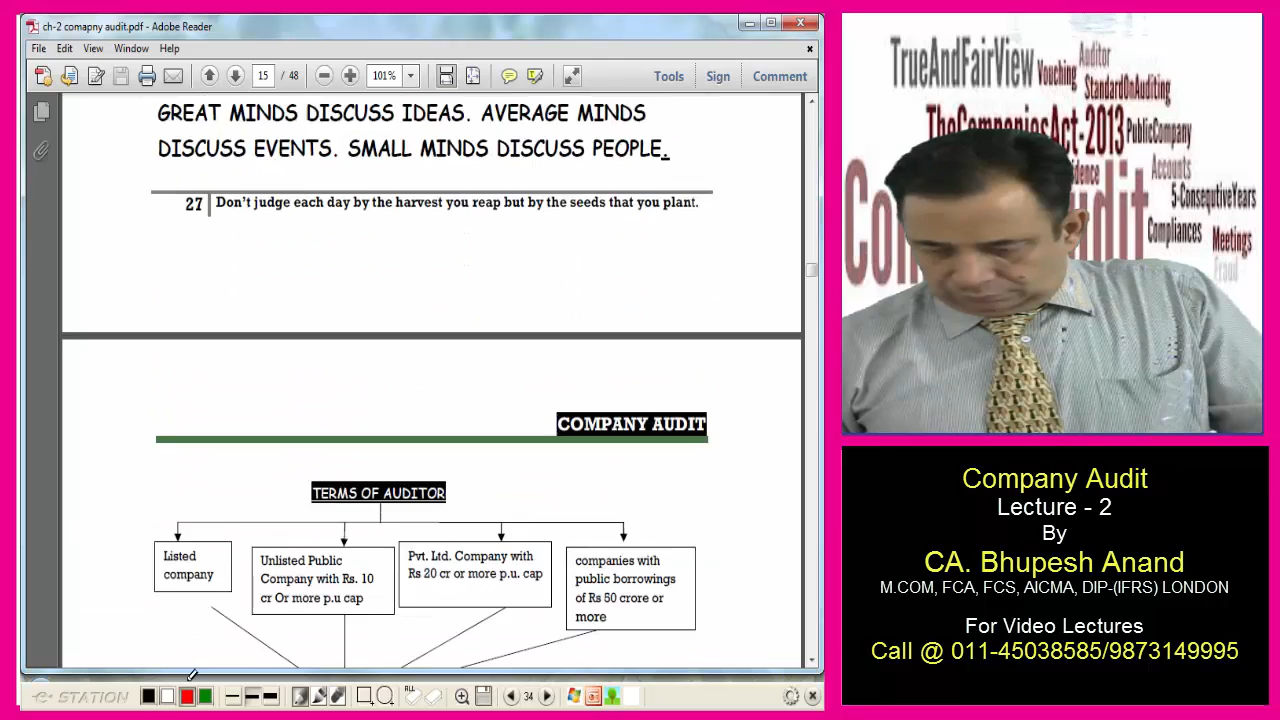 ch-2 comapny audit.pdf - Adobe Reader
File Edit View Window Help
15 / 48 101% Tools Sign Comment
GREAT MINDS DISCUSS IDEAS. AVERAGE MINDS
DISCUSS EVENTS. SMALL MINDS DISCUSS PEOPLE.
27 Don't judge each day by the harvest you reap but by the seeds that you plant.
COMPANY AUDIT
TERMS OF AUDITOR
Listed
company
Unlisted Public
Company with Rs. 10
cr Or more p.u cap
Pvt. Ltd. Company with
Rs 20 cr or more p.u. cap
companies with
public borrowings
of Rs 50 crore or
more
e-STATION
ALL
34
TrueAndFairView
Vouching
Auditor
StandardOnAuditing
TheCompaniesAct-2013
PublicCompany
Accounts
5-ConsequtiveYears
Compliances
Meetings
Fraud
Company Audit
Lecture - 2
By
CA. Bhupesh Anand
M.COM, FCA, FCS, AICMA, DIP-(IFRS) LONDON
For Video Lectures
Call @ 011-45038585/9873149995